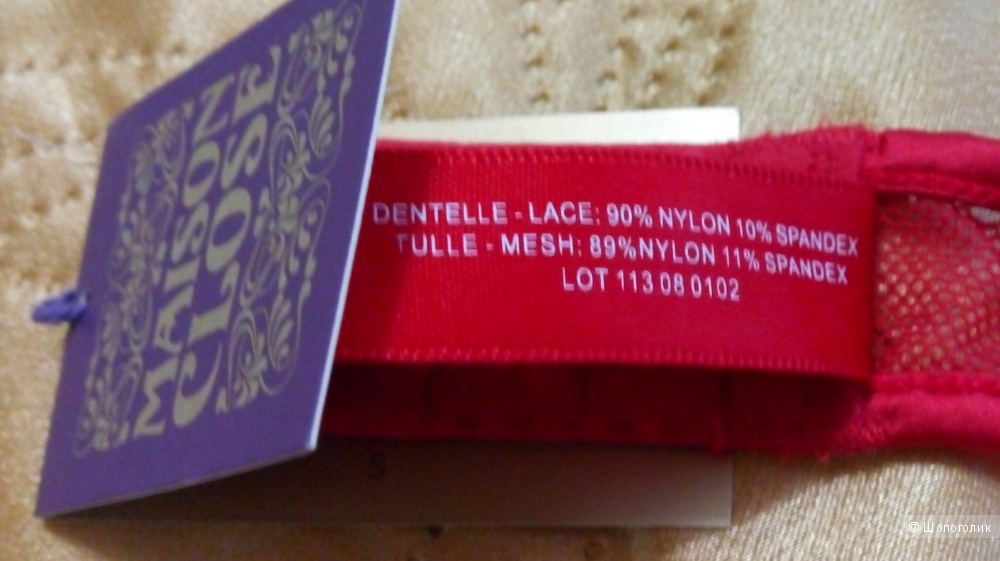 MAISON
CLOSE
DENTELLE - LACE: 90% NYLON 10% SPANDEX
TULLE - MESH: 89%NYLON 11% SPANDEX
LOT 113 08 0102
S
©Шопоголик